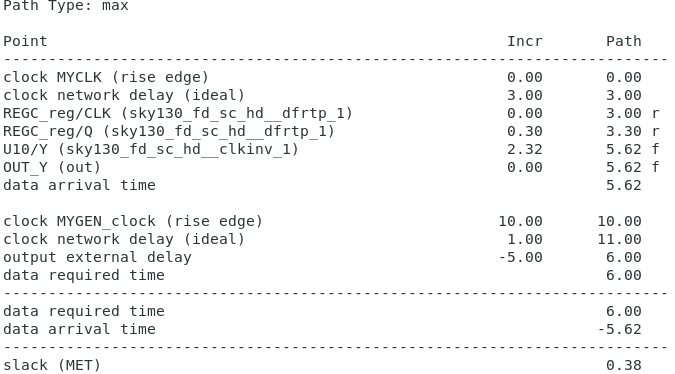 Path Type: max
Point Incr Path
--------------------------------------------------------------------------
clock MYCLK (rise edge) 0.00 0.00
clock network delay (ideal) 3.00 3.00
REGC_reg/CLK (sky130_fd_sc_hd__dfrtp_1) 0.00 3.00 r
REGC_reg/Q (sky130_fd_sc_hd__dfrtp_1) 0.30 3.30 r
U10/Y (sky130_fd_sc_hd__clkinv_1) 2.32 5.62 f
OUT_Y (out) 0.00 5.62 f
data arrival time 5.62
clock MYGEN_clock (rise edge) 10.00 10.00
clock network delay (ideal) 1.00 11.00
output external delay -5.00 6.00
data required time 6.00
--------------------------------------------------------------------------
data required time 6.00
data arrival time -5.62
--------------------------------------------------------------------------
slack (MET) 0.38